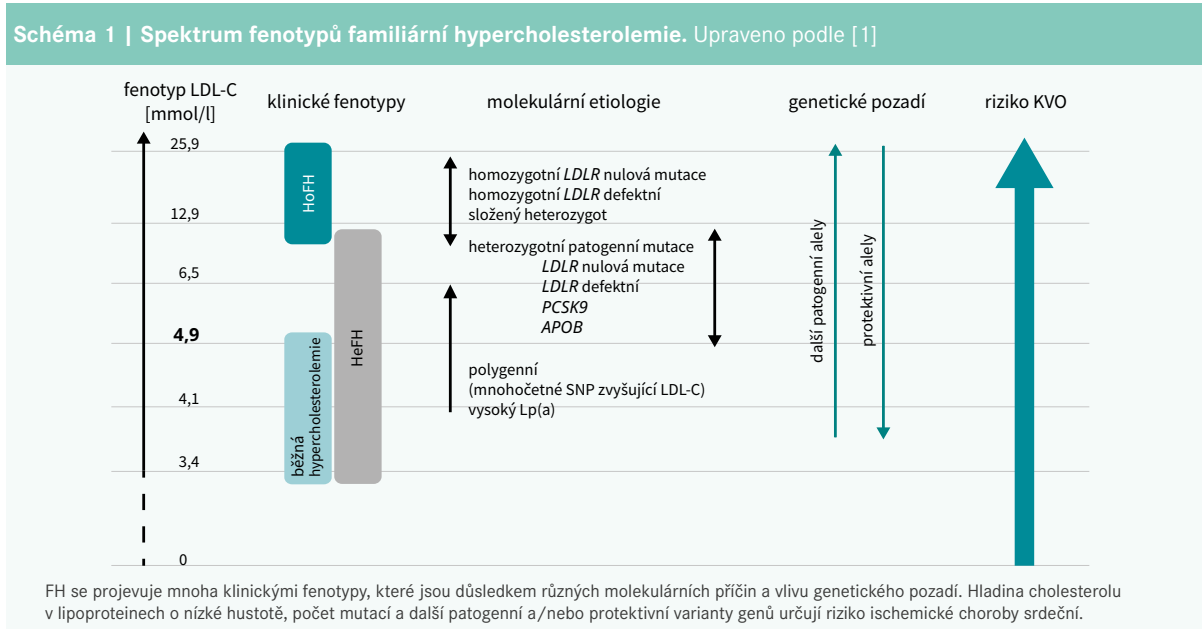 Schéma 1 | Spektrum fenotypů familiární hypercholesterolemie. Upraveno podle [1]
fenotyp LDL-C
[mmol/l]
klinické fenotypy
molekulární etiologie
genetické pozadí
riziko KVO
25,9
12,9
6,5
4,9
4,1
3,4
0
HoFH
HeFH
běžná
hypercholesterolemie
homozygotní LDLR nulová mutace
homozygotní LDLR defektní
složený heterozygot
heterozygotní patogenní mutace
LDLR nulová mutace
LDLR defektní
PCSK9
APOB
polygenní
(mnohočetné SNP zvyšující LDL-C)
vysoký Lp(a)
další patogenní alely
protektivní alely
FH se projevuje mnoha klinickými fenotypy, které jsou důsledkem různých molekulárních příčin a vlivu genetického pozadí. Hladina cholesterolu
v lipoproteinech o nízké hustotě, počet mutací a další patogenní a/nebo protektivní varianty genů určují riziko ischemické choroby srdeční.